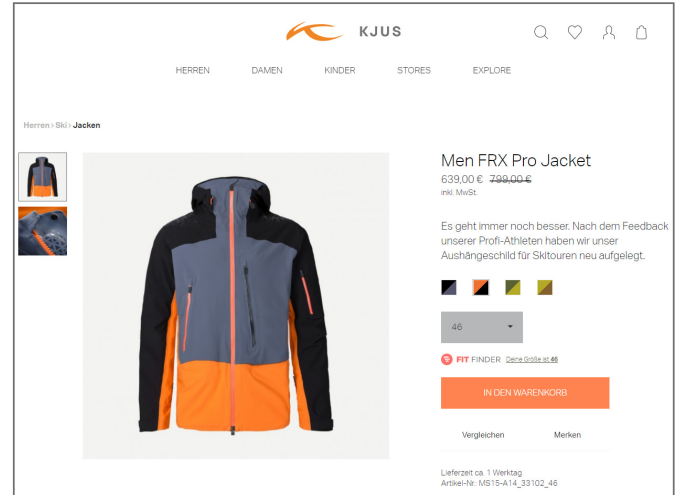 KJUS
HERREN DAMEN KINDER STORES EXPLORE
Herren › Ski › Jacken
Men FRX Pro Jacket
639,00 € 799,00 €
inkl. MwSt.
Es geht immer noch besser. Nach dem Feedback
unserer Profi-Athleten haben wir unser
Aushängeschild für Skitouren neu aufgelegt.
46
FIT FINDER Deine Größe ist 46
IN DEN WARENKORB
Vergleichen Merken
Lieferzeit ca. 1 Werktag
Artikel-Nr.: MS15-A14_33102_46